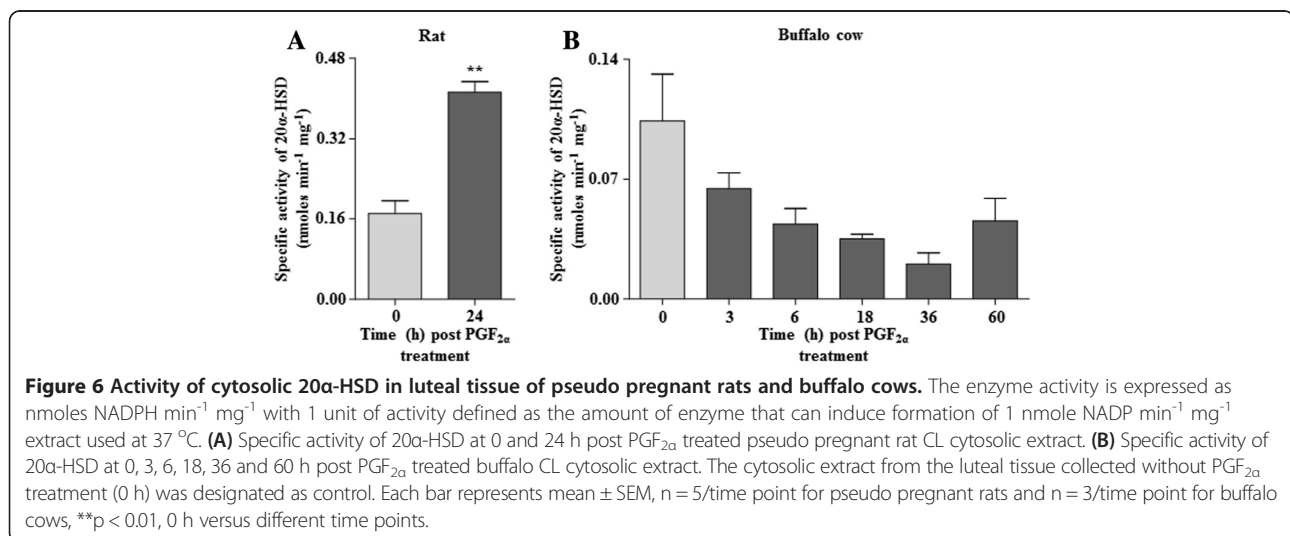 A Rat
**
0.48
0.32
0.16
0.00
Specific activity of 20α-HSD
(nmoles min-1 mg-1)
0 24
Time (h) post PGF2α
treatment
B Buffalo cow
0.14
0.07
0.00
Specific activity of 20α-HSD
(nmoles min-1 mg-1)
0 3 6 18 36 60
Time (h) post PGF2α
treatment
Figure 6 Activity of cytosolic 20α-HSD in luteal tissue of pseudo pregnant rats and buffalo cows. The enzyme activity is expressed as
nmoles NADPH min-1 mg-1 with 1 unit of activity defined as the amount of enzyme that can induce formation of 1 nmole NADP min-1 mg-1
extract used at 37 °C. (A) Specific activity of 20α-HSD at 0 and 24 h post PGF2α treated pseudo pregnant rat CL cytosolic extract. (B) Specific activity of
20α-HSD at 0, 3, 6, 18, 36 and 60 h post PGF2α treated buffalo CL cytosolic extract. The cytosolic extract from the luteal tissue collected without PGF2α
treatment (0 h) was designated as control. Each bar represents mean ± SEM, n = 5/time point for pseudo pregnant rats and n = 3/time point for buffalo
cows, **p < 0.01, 0 h versus different time points.